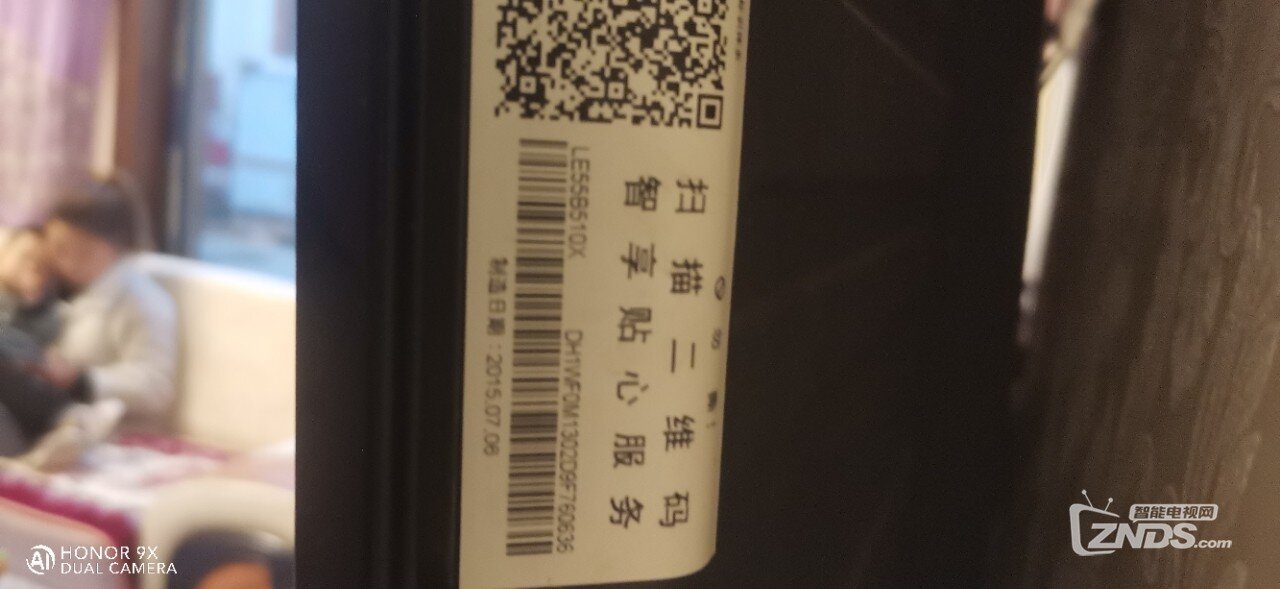 扫描二维码
智享贴心服务
LE55B510X DH1VVF0M1302D9F760636
制造日期:2015.07.06
HONOR 9X
DUAL CAMERA
智能电视网
ZNDS.com